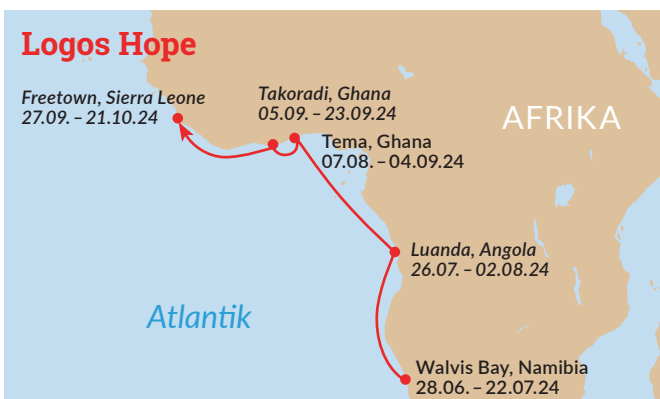 Logos Hope
Freetown, Sierra Leone
27.09. – 21.10.24
Takoradi, Ghana
05.09. – 23.09.24
AFRIKA
Tema, Ghana
07.08. – 04.09.24
Luanda, Angola
26.07. – 02.08.24
Atlantik
Walvis Bay, Namibia
28.06. – 22.07.24